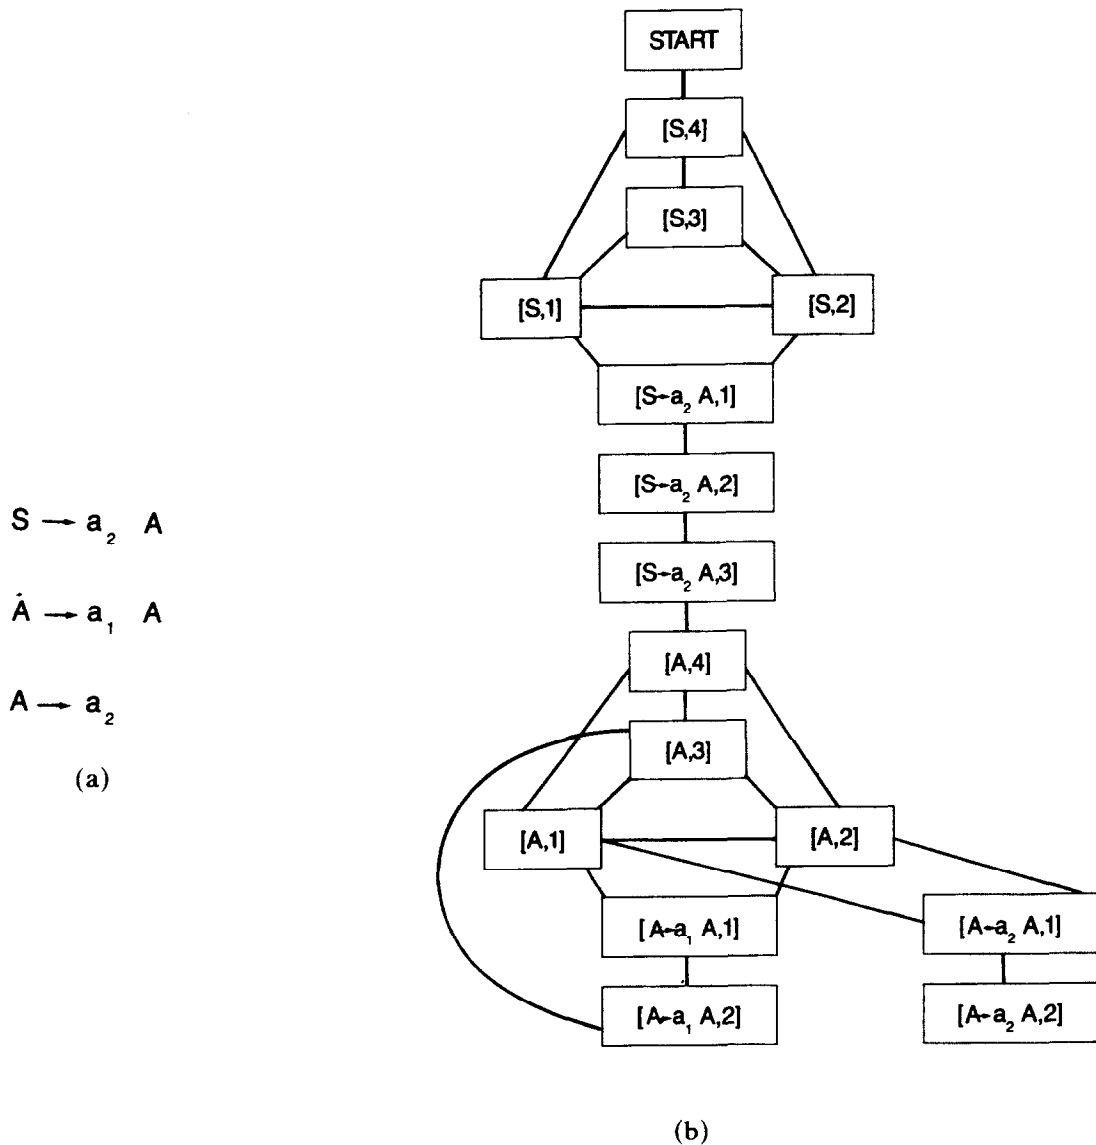 START
[S,4]
[S,3]
[S,1]
[S,2]
[S→a₂ A,1]
[S→a₂ A,2]
[S→a₂ A,3]
[A,4]
[A,3]
[A,1]
[A,2]
[A→a₁ A,1]
[A→a₂ A,1]
[A→a₁ A,2]
[A→a₂ A,2]
S → a₂ A
A → a₁ A
A → a₂
(a)
(b)